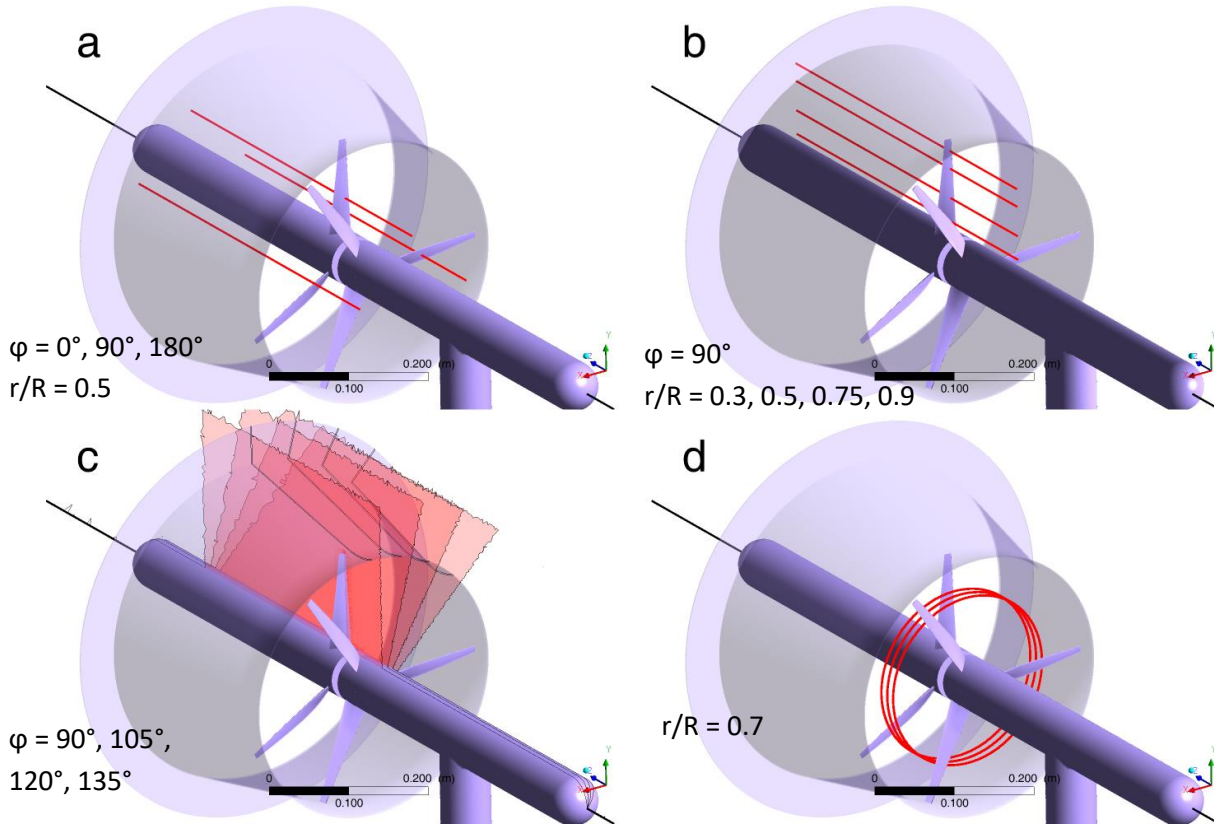 a
φ = 0°, 90°, 180°
r/R = 0.5
0 0.200 (m)
0.100
Y
X
Z
b
φ = 90°
r/R = 0.3, 0.5, 0.75, 0.9
0 0.200 (m)
0.100
Y
X
Z
c
φ = 90°, 105°,
120°, 135°
0 0.200 (m)
0.100
Y
X
Z
d
r/R = 0.7
0 0.200 (m)
0.100
Y
X
Z